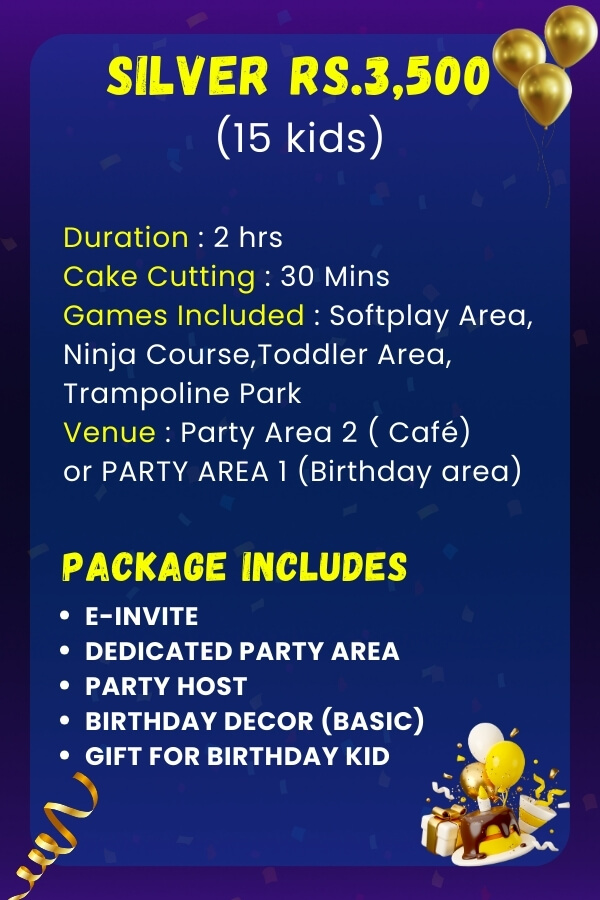 SILVER RS.3,500
(15 kids)
Duration : 2 hrs
Cake Cutting : 30 Mins
Games Included : Softplay Area,
Ninja Course,Toddler Area,
Trampoline Park
Venue : Party Area 2 ( Café)
or PARTY AREA 1 (Birthday area)
PACKAGE INCLUDES
• E-INVITE
• DEDICATED PARTY AREA
• PARTY HOST
• BIRTHDAY DECOR (BASIC)
• GIFT FOR BIRTHDAY KID